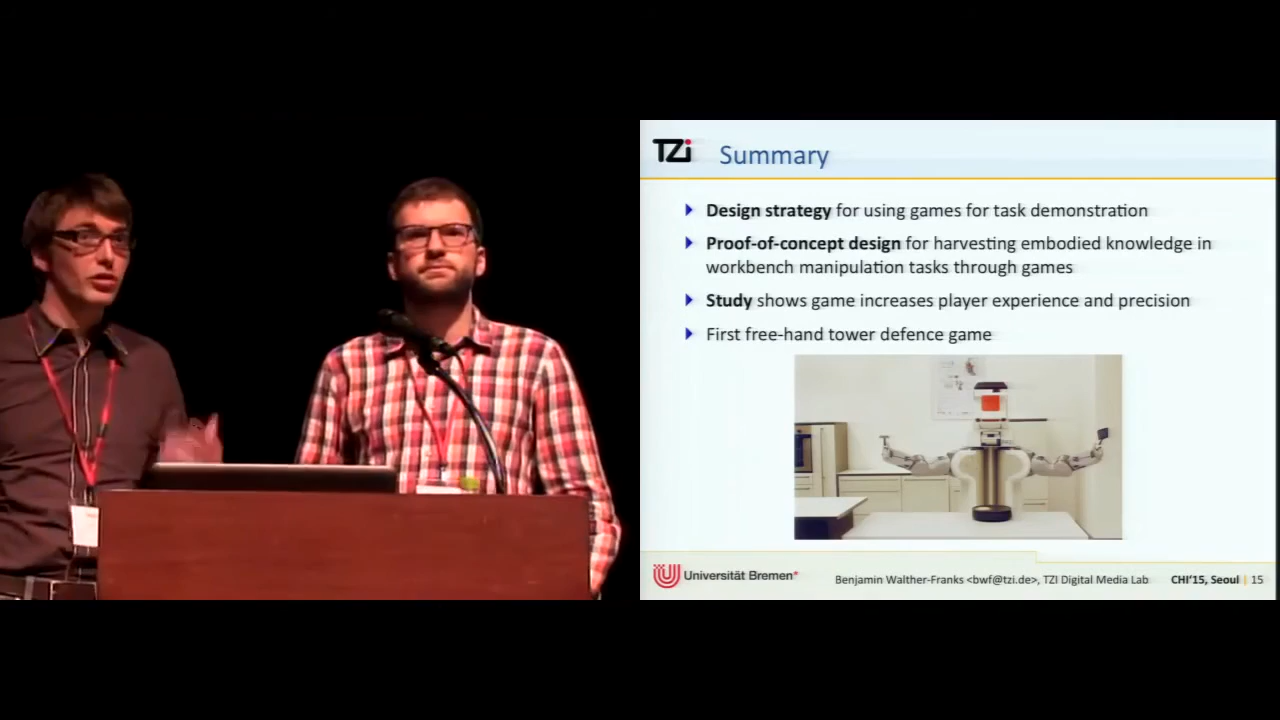 TZi
Summary
Design strategy for using games for task demonstration
Proof-of-concept design for harvesting embodied knowledge in
workbench manipulation tasks through games
Study shows game increases player experience and precision
First free-hand tower defence game
Universität Bremen*
Benjamin Walther-Franks <bwf@tzi.de>, TZI Digital Media Lab
CHI'15, Seoul | 15